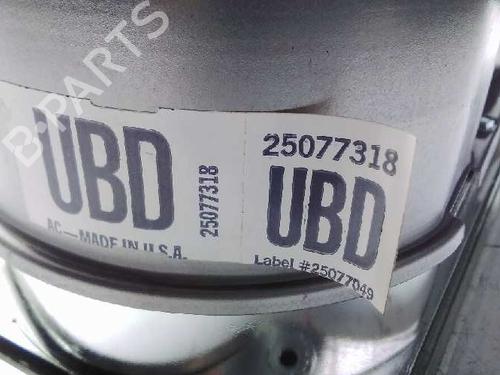 B-PARTS
UBD
AC—MADE IN U.S.A.
25077318
25077318
UBD
Label #25077049